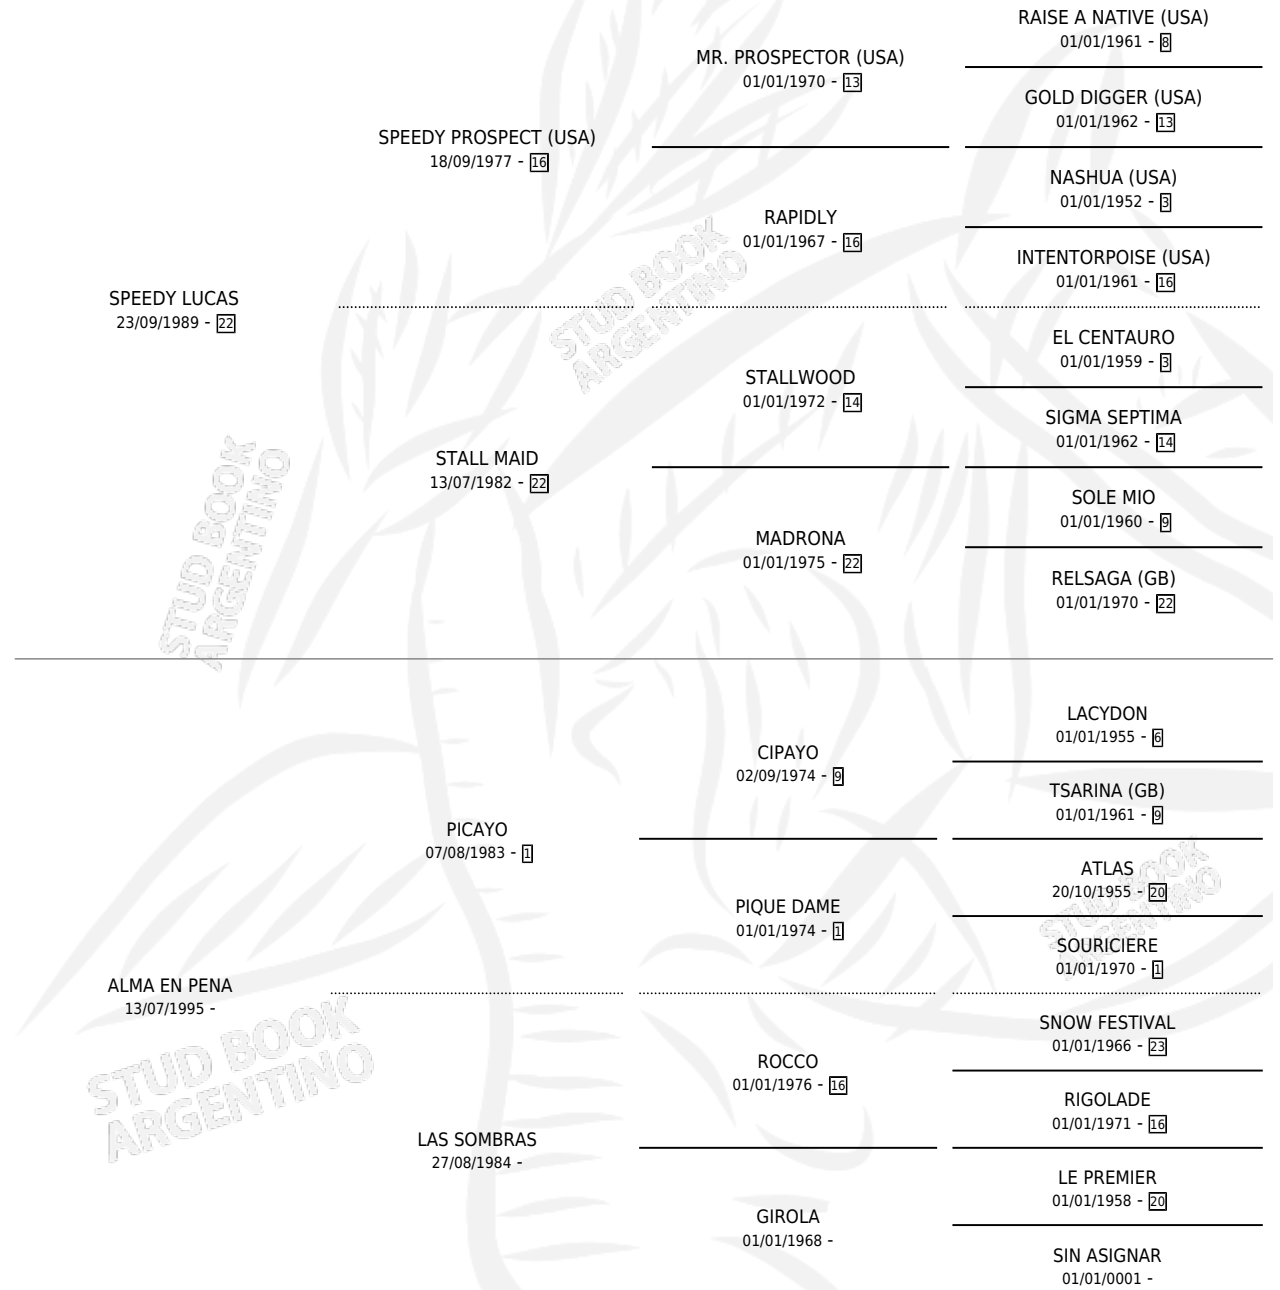 RAISE A NATIVE (USA)
01/01/1961 - 8
MR. PROSPECTOR (USA)
01/01/1970 - 13
GOLD DIGGER (USA)
01/01/1962 - 13
SPEEDY PROSPECT (USA)
18/09/1977 - 16
NASHUA (USA)
01/01/1952 - 3
RAPIDLY
01/01/1967 - 16
INTENTORPOISE (USA)
01/01/1961 - 16
SPEEDY LUCAS
23/09/1989 - 22
STUD BOOK
ARGENTINO
EL CENTAURO
01/01/1959 - 3
STALLWOOD
01/01/1972 - 14
SIGMA SEPTIMA
01/01/1962 - 14
STALL MAID
13/07/1982 - 22
SOLE MIO
01/01/1960 - 9
STUD BOOK
ARGENTINO
MADRONA
01/01/1975 - 22
RELSAGA (GB)
01/01/1970 - 22
LACYDON
01/01/1955 - 6
CIPAYO
02/09/1974 - 9
TSARINA (GB)
01/01/1961 - 9
PICAYO
07/08/1983 - 1
ATLAS
20/10/1955 - 20
STUD BOOK
ARGENTINO
PIQUE DAME
01/01/1974 - 1
SOURICIERE
01/01/1970 - 1
ALMA EN PENA
13/07/1995 -
SNOW FESTIVAL
01/01/1966 - 23
STUD BOOK
ARGENTINO
ROCCO
01/01/1976 - 16
RIGOLADE
01/01/1971 - 16
LAS SOMBRAS
27/08/1984 -
LE PREMIER
01/01/1958 - 20
GIROLA
01/01/1968 -
SIN ASIGNAR
01/01/0001 -